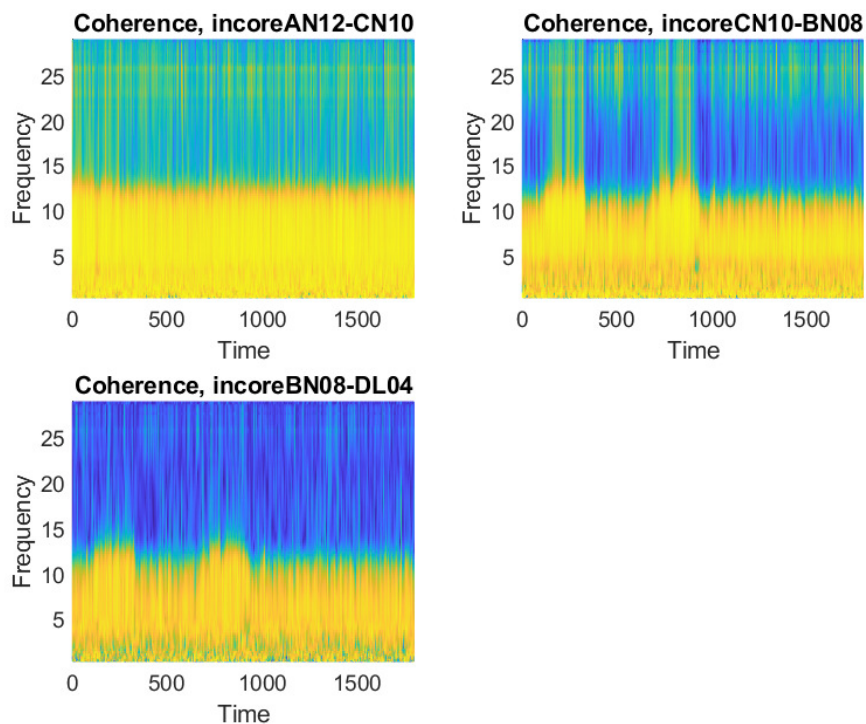 Coherence, incoreAN12-CN10
25
20
15
10
5
Frequency
0 500 1000 1500
Time
Coherence, incoreCN10-BN08
25
20
15
10
5
Frequency
0 500 1000 1500
Time
Coherence, incoreBN08-DL04
25
20
15
10
5
Frequency
0 500 1000 1500
Time